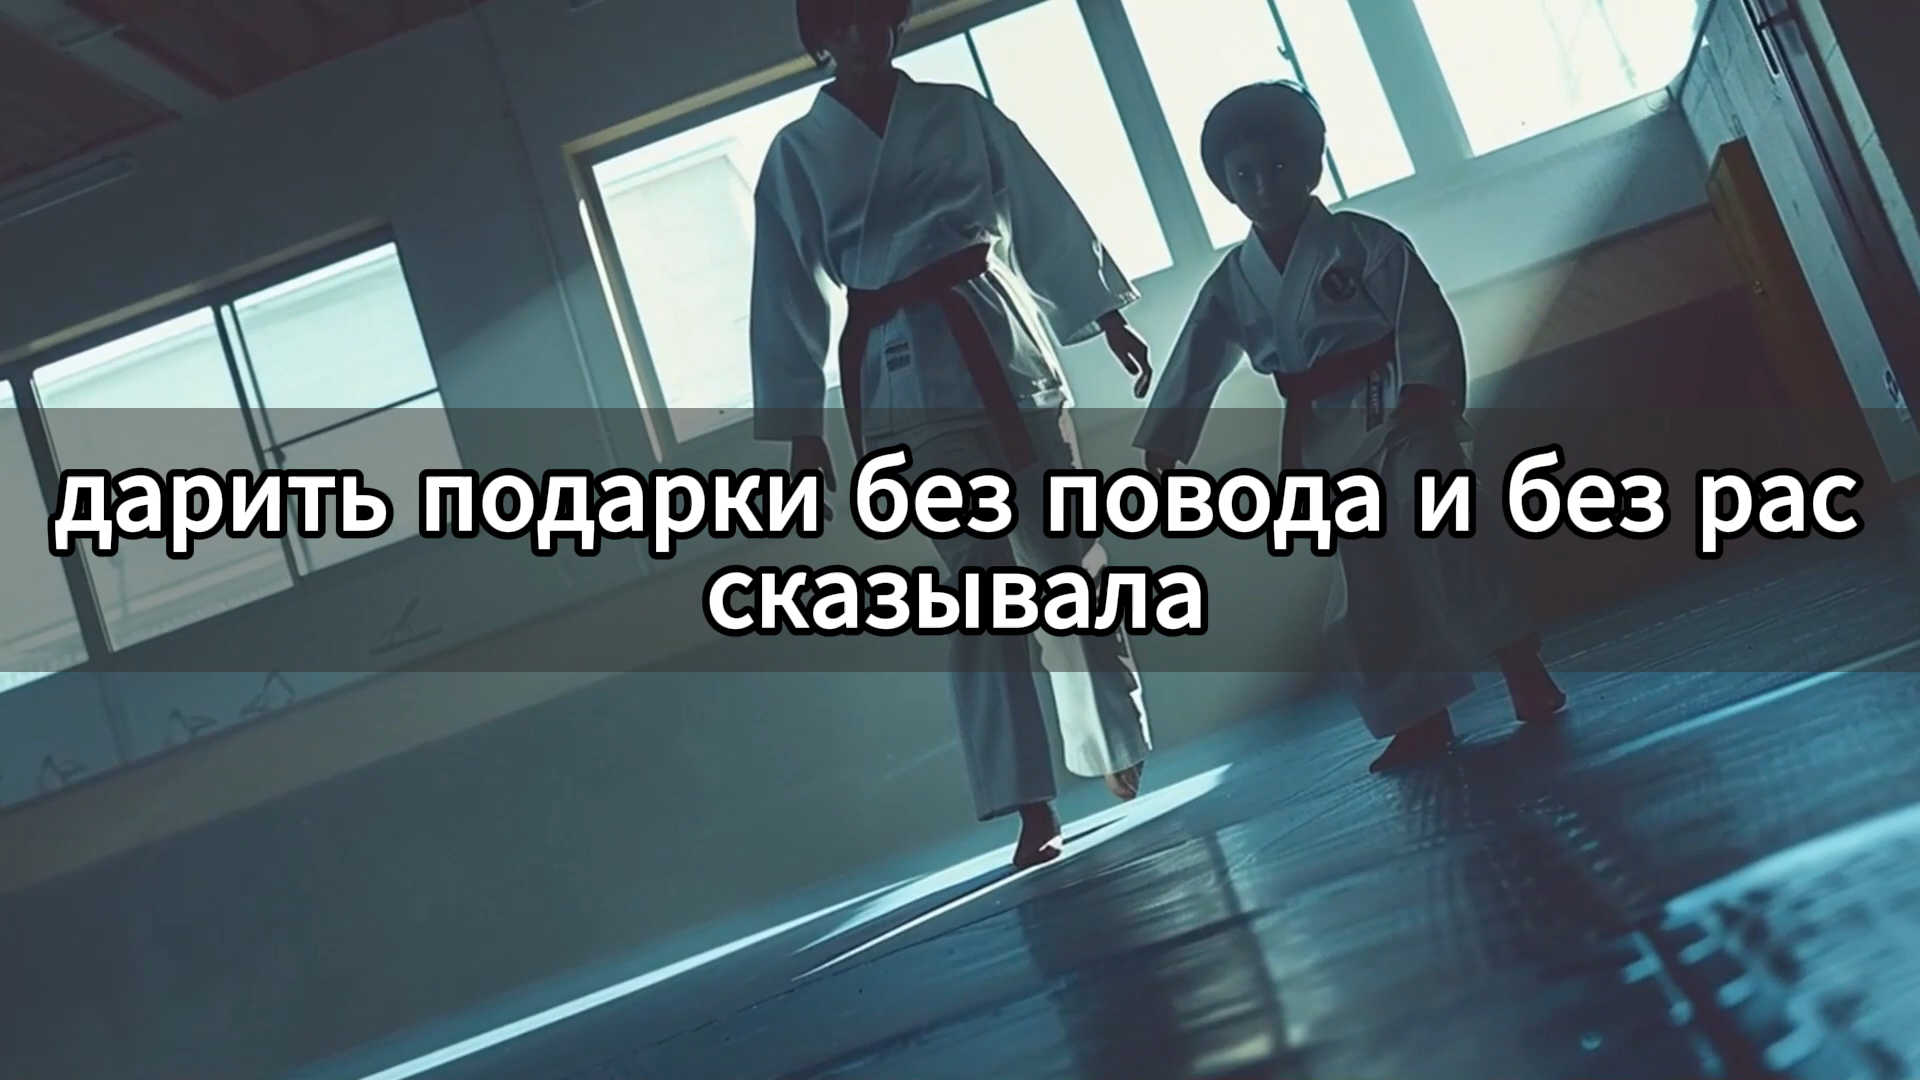 дарить подарки без повода и без рас
сказывала